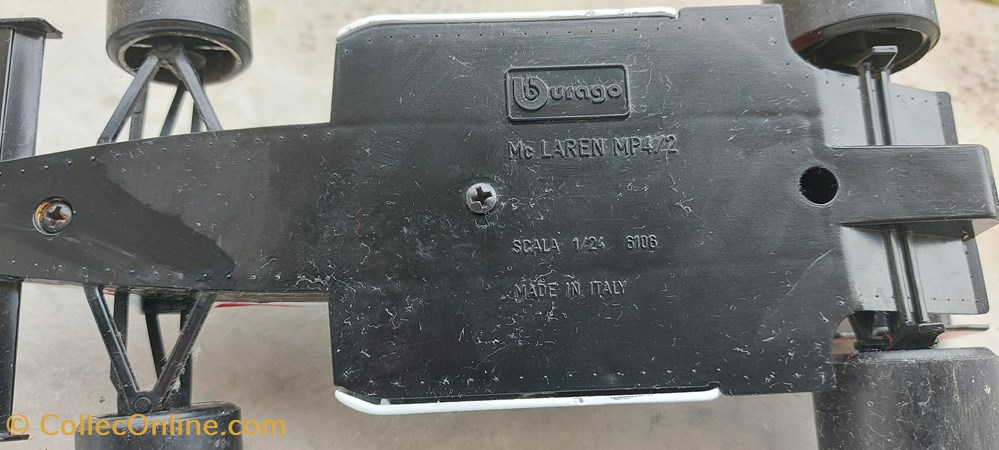 burago
Mc LAREN MP4/2
SCALA 1/24 6106
MADE IN ITALY
© CollecOnline.com